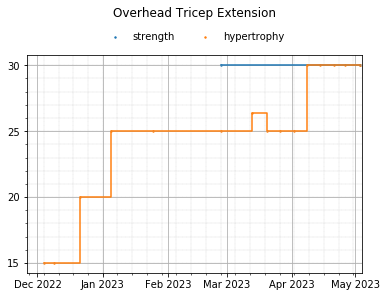 Overhead Tricep Extension
strength hypertrophy
30
25
20
15
Dec 2022 Jan 2023 Feb 2023 Mar 2023 Apr 2023 May 2023